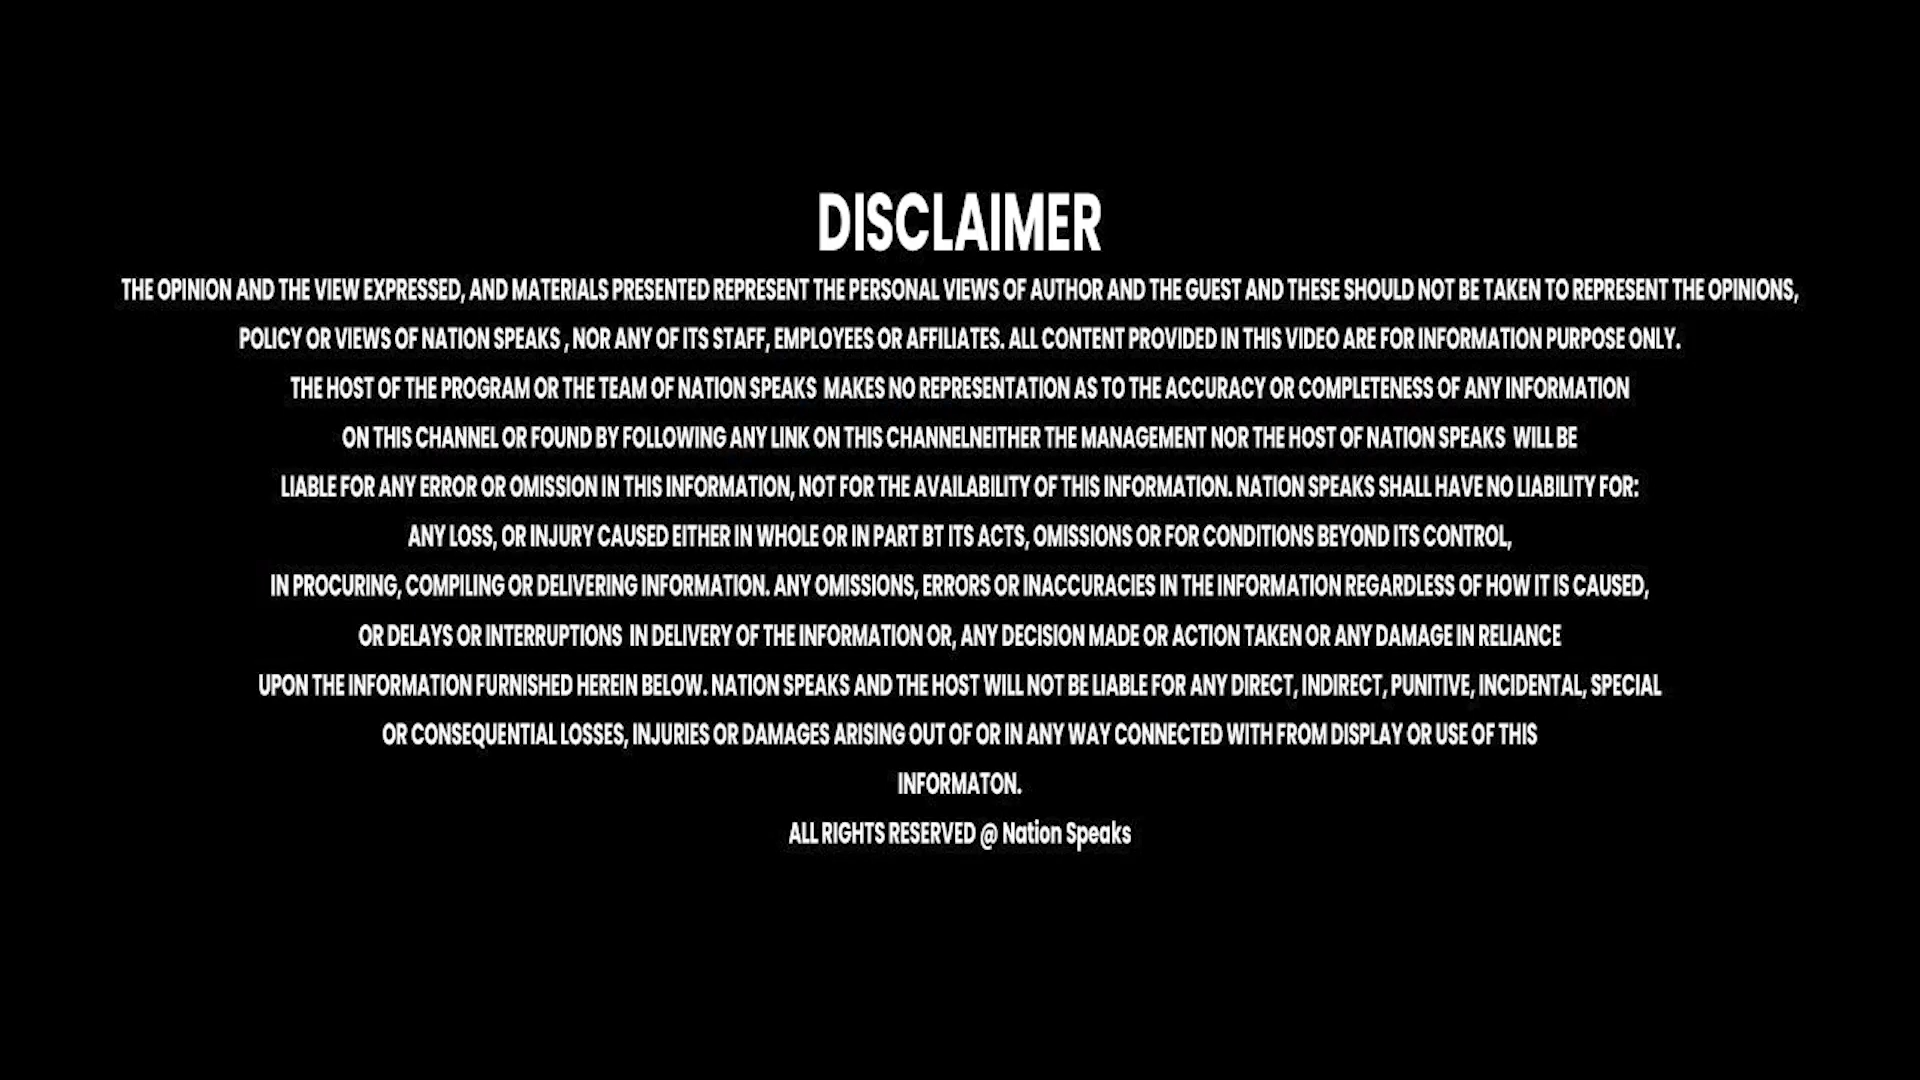 DISCLAIMER
THE OPINION AND THE VIEW EXPRESSED, AND MATERIALS PRESENTED REPRESENT THE PERSONAL VIEWS OF AUTHOR AND THE GUEST AND THESE SHOULD NOT BE TAKEN TO REPRESENT THE OPINIONS,
POLICY OR VIEWS OF NATION SPEAKS , NOR ANY OF ITS STAFF, EMPLOYEES OR AFFILIATES. ALL CONTENT PROVIDED IN THIS VIDEO ARE FOR INFORMATION PURPOSE ONLY.
THE HOST OF THE PROGRAM OR THE TEAM OF NATION SPEAKS  MAKES NO REPRESENTATION AS TO THE ACCURACY OR COMPLETENESS OF ANY INFORMATION
ON THIS CHANNEL OR FOUND BY FOLLOWING ANY LINK ON THIS CHANNELNEITHER THE MANAGEMENT NOR THE HOST OF NATION SPEAKS  WILL BE
LIABLE FOR ANY ERROR OR OMISSION IN THIS INFORMATION, NOT FOR THE AVAILABILITY OF THIS INFORMATION. NATION SPEAKS SHALL HAVE NO LIABILITY FOR:
ANY LOSS, OR INJURY CAUSED EITHER IN WHOLE OR IN PART BT ITS ACTS, OMISSIONS OR FOR CONDITIONS BEYOND ITS CONTROL,
IN PROCURING, COMPILING OR DELIVERING INFORMATION. ANY OMISSIONS, ERRORS OR INACCURACIES IN THE INFORMATION REGARDLESS OF HOW IT IS CAUSED,
OR DELAYS OR INTERRUPTIONS  IN DELIVERY OF THE INFORMATION OR, ANY DECISION MADE OR ACTION TAKEN OR ANY DAMAGE IN RELIANCE
UPON THE INFORMATION FURNISHED HEREIN BELOW. NATION SPEAKS AND THE HOST WILL NOT BE LIABLE FOR ANY DIRECT, INDIRECT, PUNITIVE, INCIDENTAL, SPECIAL
OR CONSEQUENTIAL LOSSES, INJURIES OR DAMAGES ARISING OUT OF OR IN ANY WAY CONNECTED WITH FROM DISPLAY OR USE OF THIS
INFORMATON.
ALL RIGHTS RESERVED @ Nation Speaks